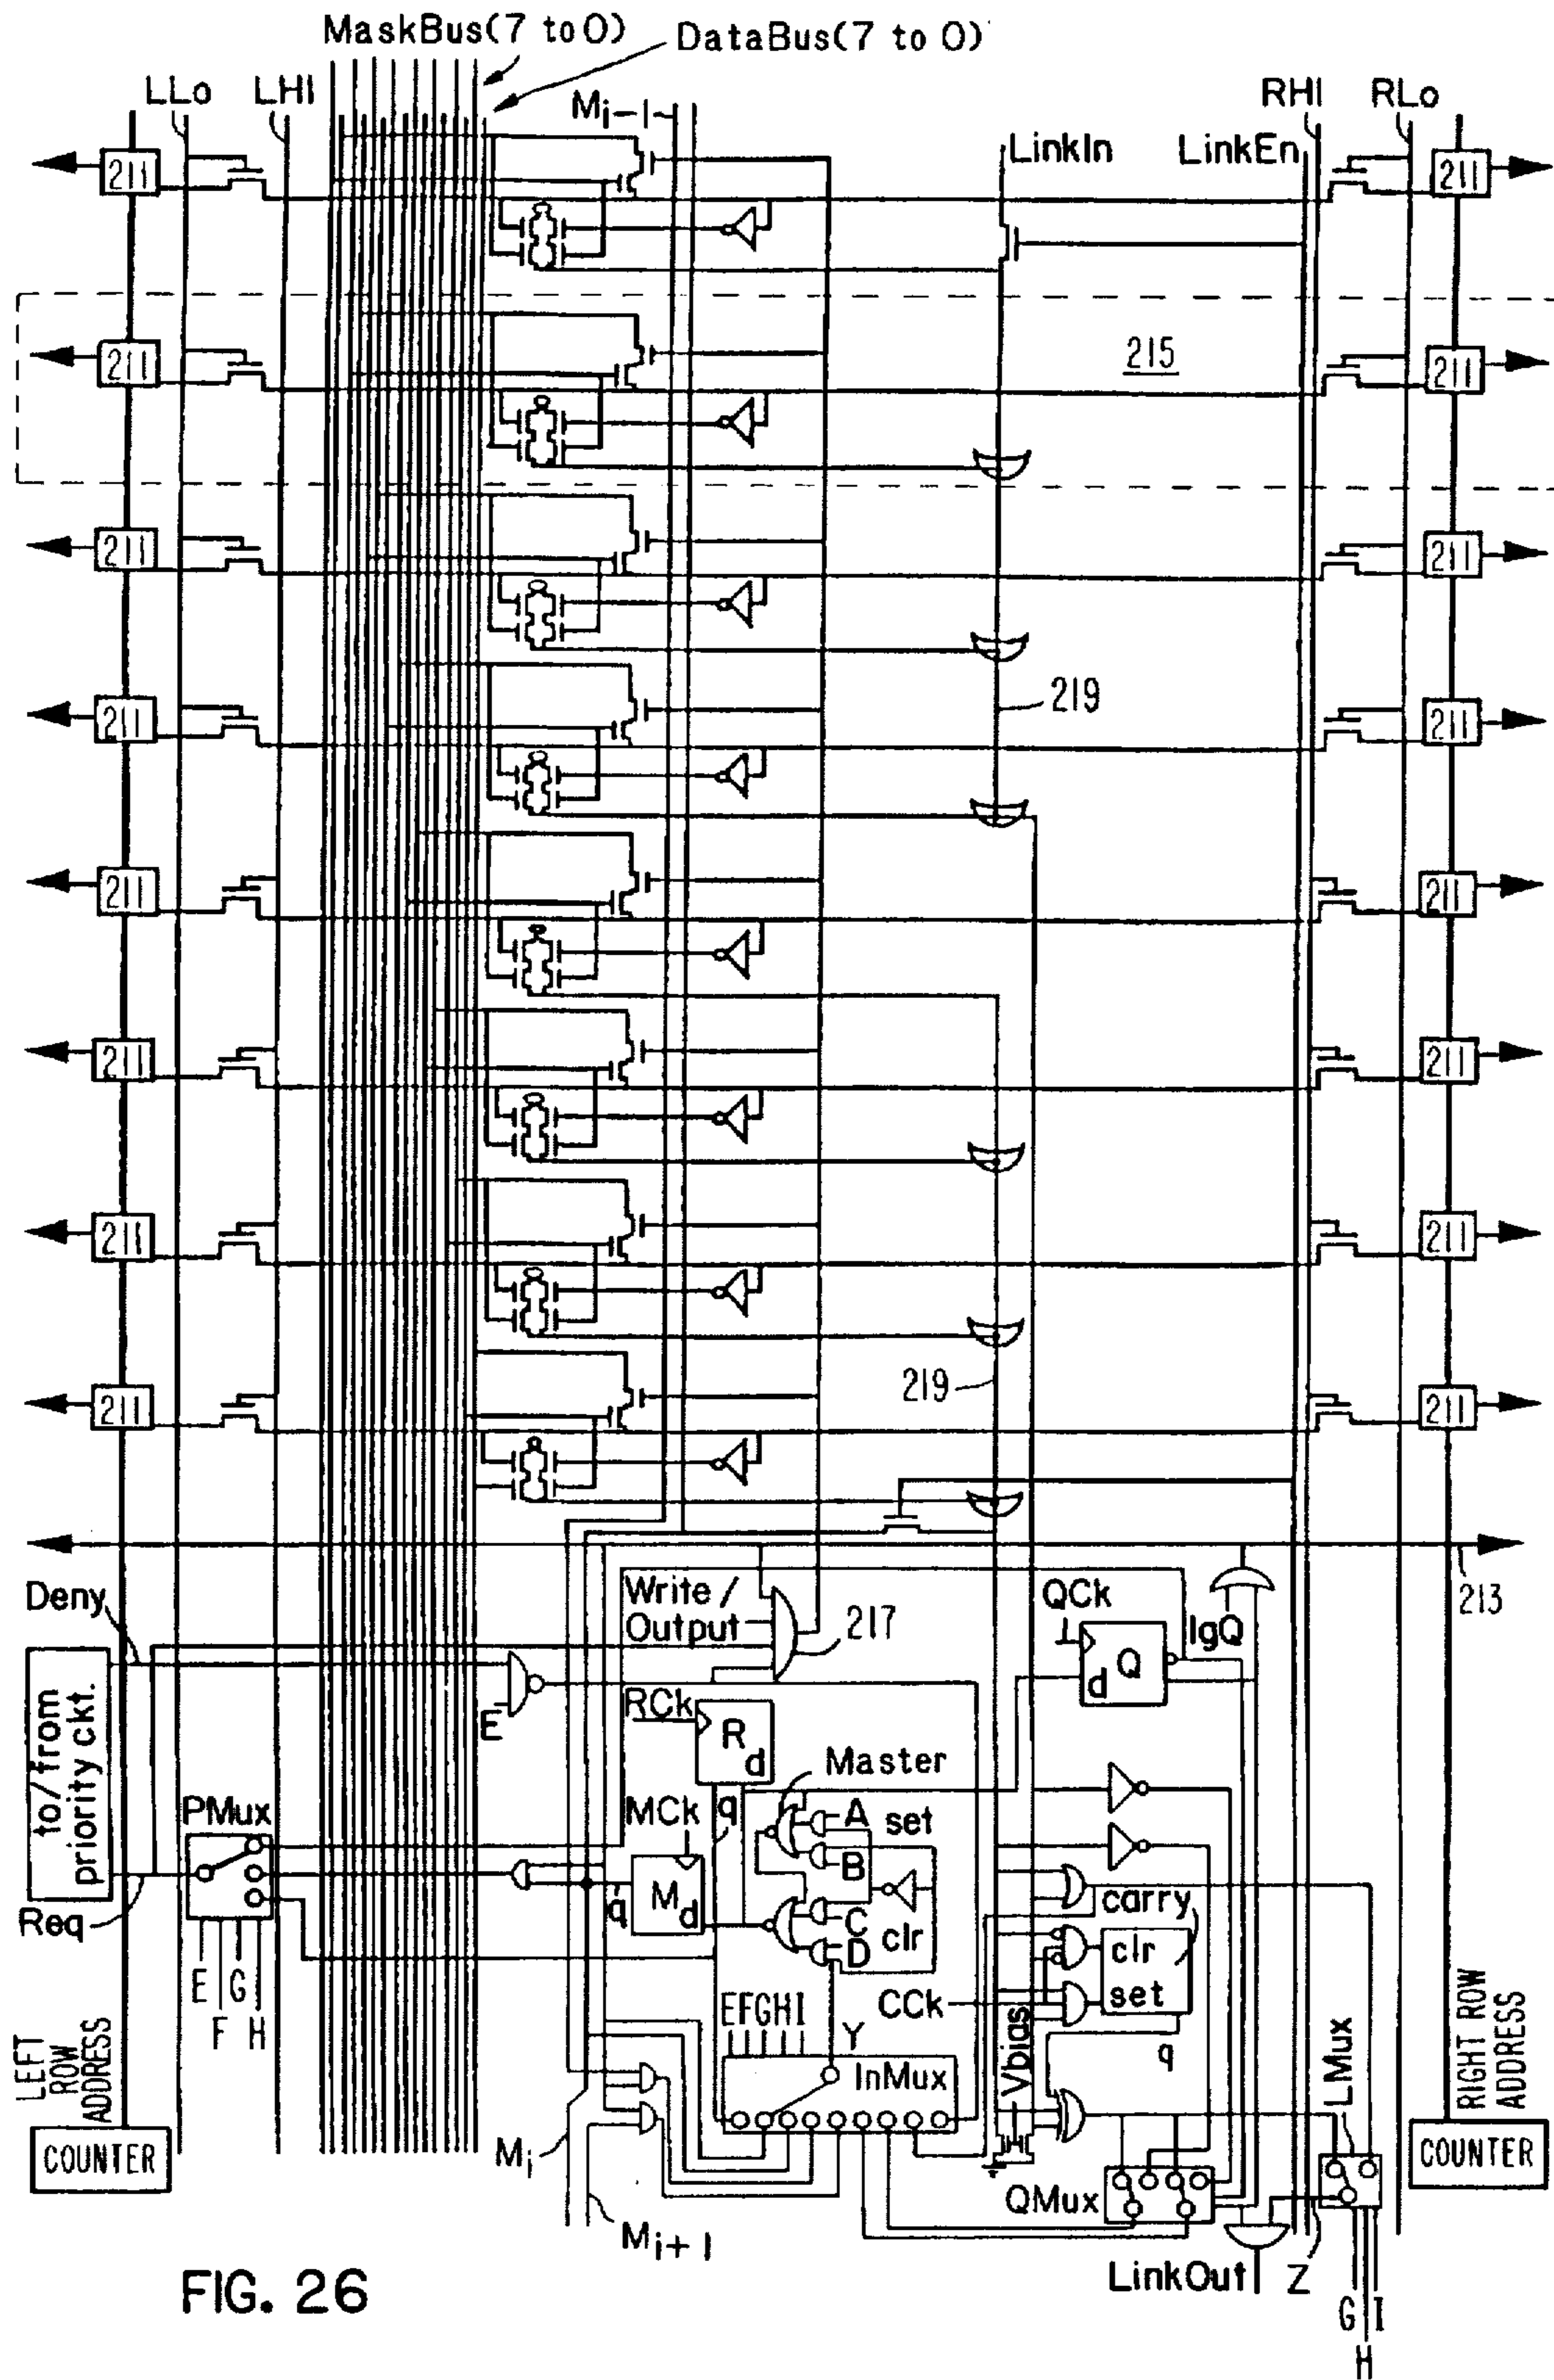 MaskBus(7 to 0)
DataBus(7 to 0)
LLo
LHI
Mi-1
LinkIn
LinkEn
RHI
RLo
211
211
211
215
211
211
211
211
219
211
211
211
211
211
211
211
219
211
211
Deny
Write/
Output
217
QCk
IgQ
213
Q
d
to/from
priority ckt.
E
RCk
R
d
Master
PMux
MCk
q
A
set
B
M
d
q
C
clr
D
carry
clr
set
Req
E
G
F
H
CCk
q
EFGHI
Y
InMux
Vbias
LMux
LEFT
ROW
ADDRESS
RIGHT ROW
ADDRESS
COUNTER
COUNTER
Mi
QMux
Mi+1
LinkOut
Z
G
I
H
FIG. 26